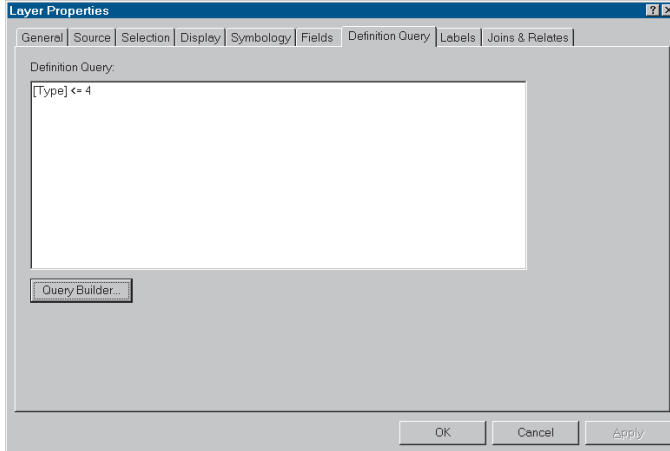 Layer Properties
General Source Selection Display Symbology Fields Definition Query Labels Joins & Relates
Definition Query:
[Type] <= 4
Query Builder...
OK Cancel Apply